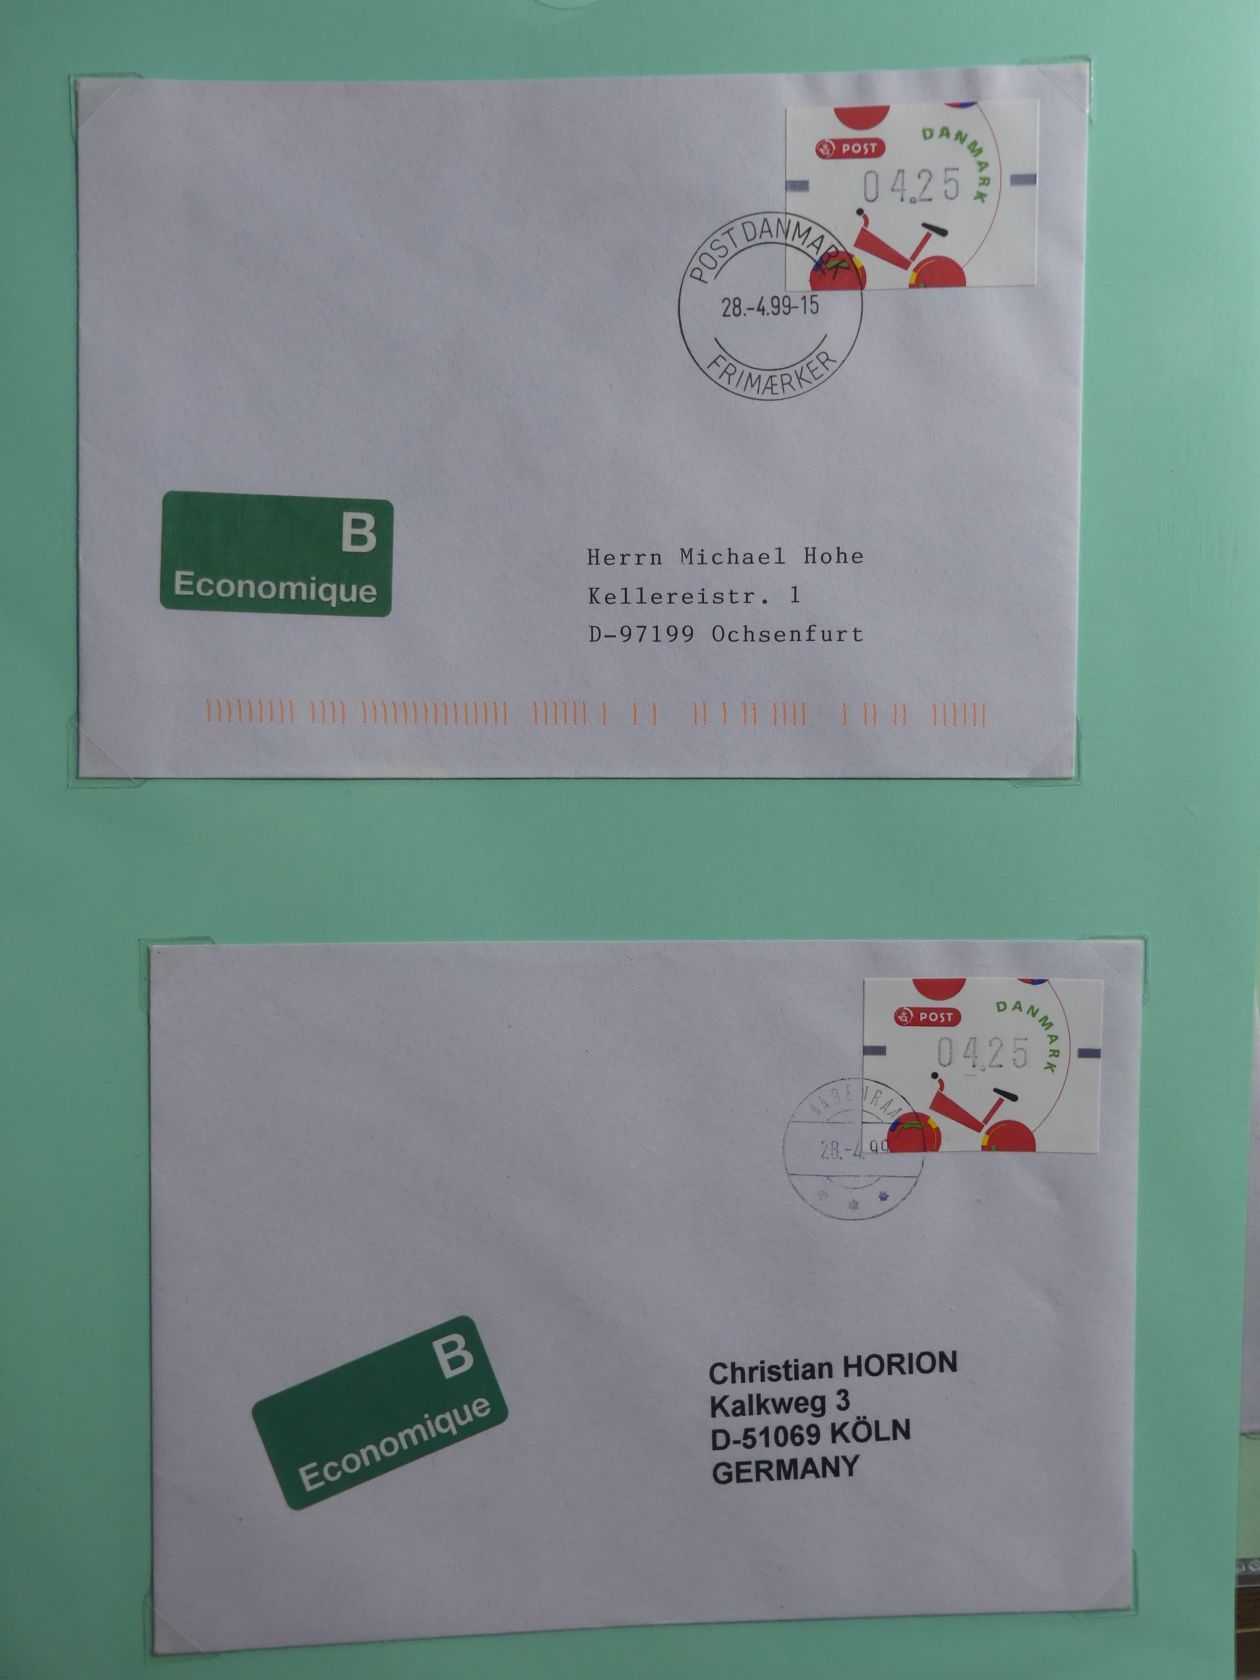 DANMARK
POST
04.25
POST DANMARK
28.-4.99-15
FRIMÆRKER
B
Economique
Herrn Michael Hohe
Kellereistr. 1
D-97199 Ochsenfurt
DANMARK
POST
04.25
AABENRAA
28.-4.99
B
Economique
Christian HORION
Kalkweg 3
D-51069 KÖLN
GERMANY